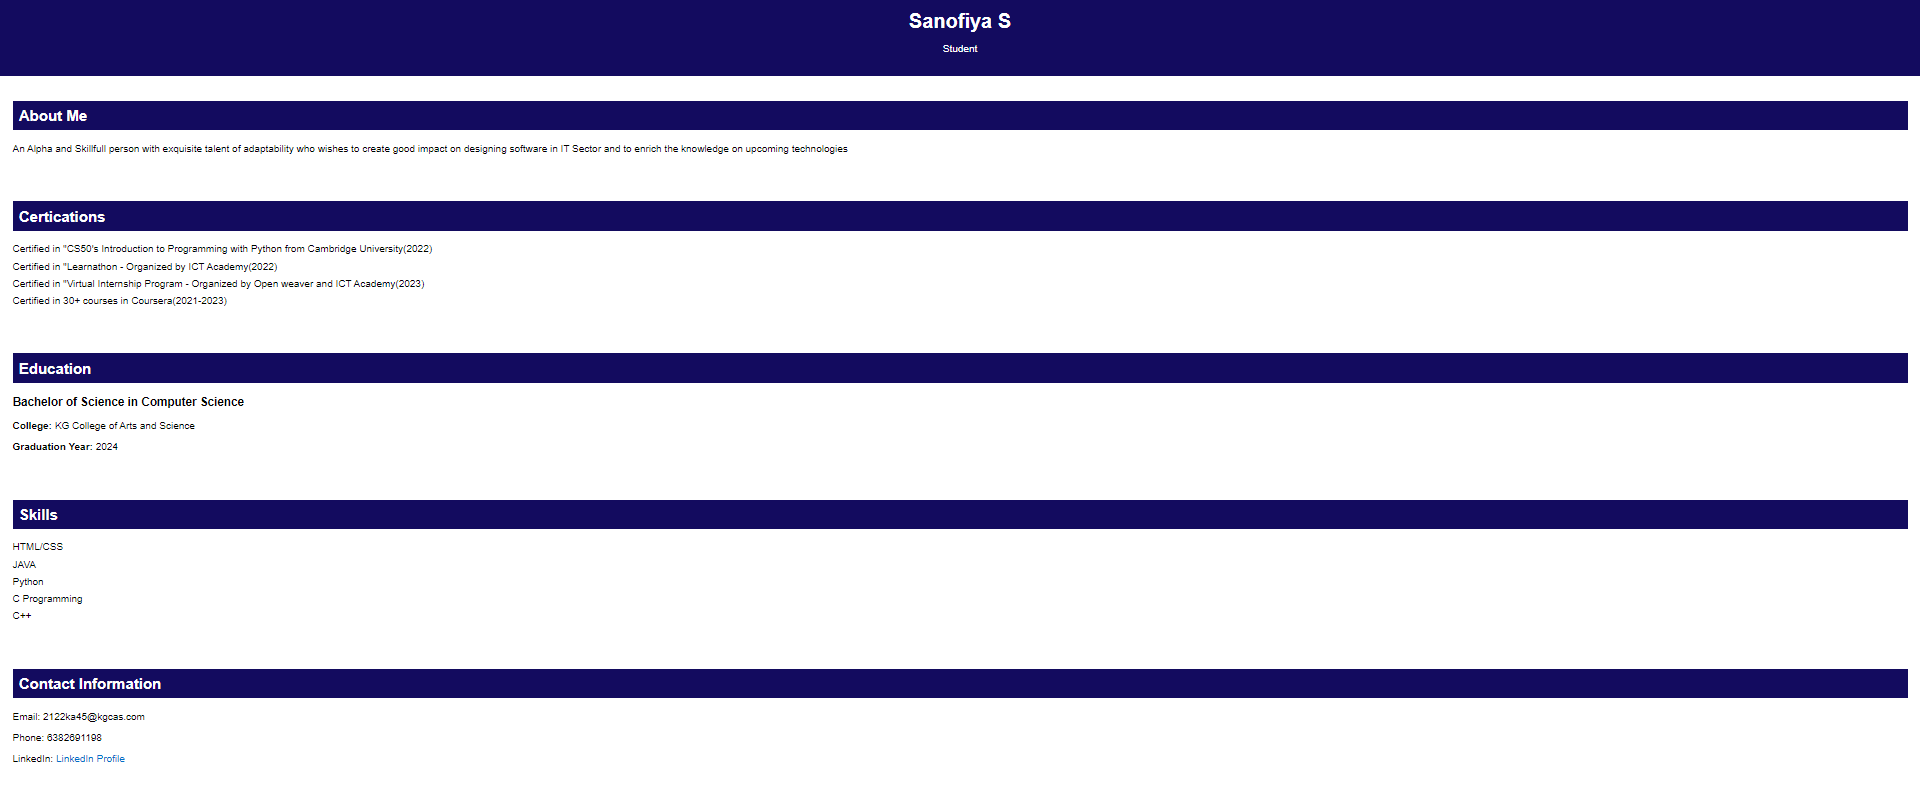 Sanofiya S
Student
About Me
An Alpha and Skillfull person with exquisite talent of adaptability who wishes to create good impact on designing software in IT Sector and to enrich the knowledge on upcoming technologies
Certications
Certified in "CS50's Introduction to Programming with Python from Cambridge University(2022)
Certified in "Learnathon - Organized by ICT Academy(2022)
Certified in "Virtual Internship Program - Organized by Open weaver and ICT Academy(2023)
Certified in 30+ courses in Coursera(2021-2023)
Education
Bachelor of Science in Computer Science
College: KG College of Arts and Science
Graduation Year: 2024
Skills
HTML/CSS
JAVA
Python
C Programming
C++
Contact Information
Email: 2122ka45@kgcas.com
Phone: 6382691198
LinkedIn: LinkedIn Profile